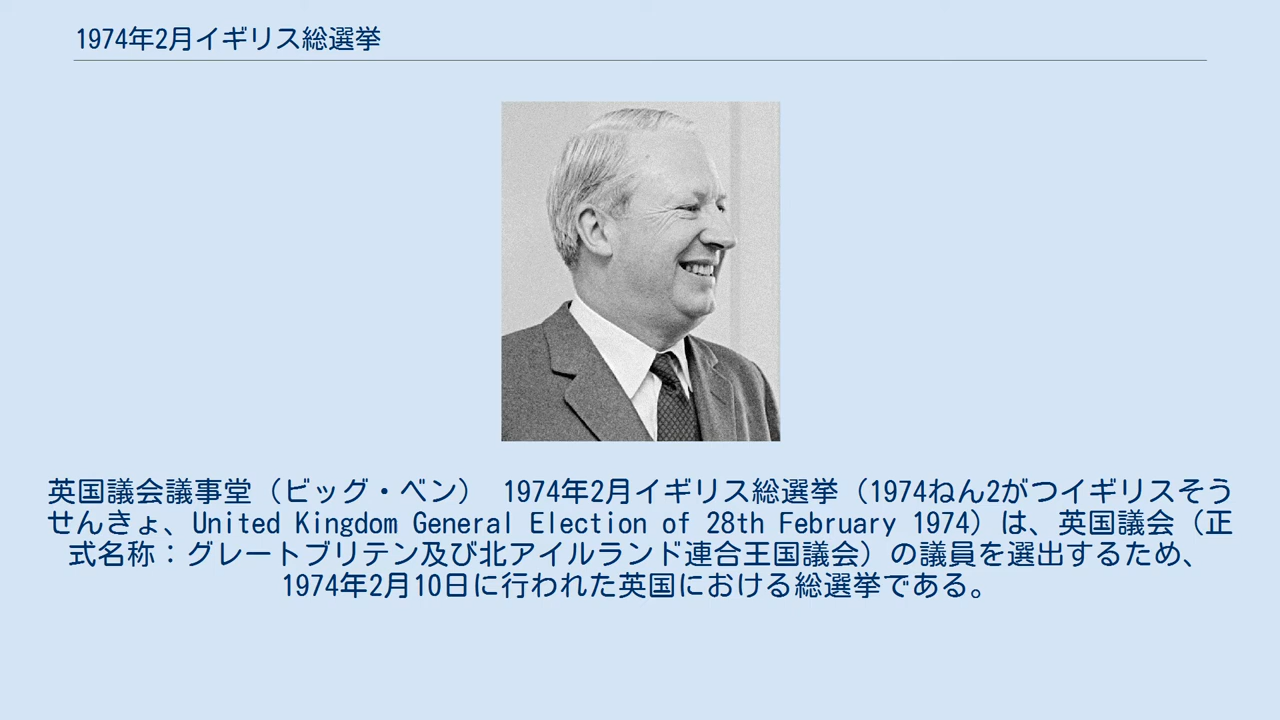 1974年2月イギリス総選挙
英国議会議事堂（ビッグ・ベン） 1974年2月イギリス総選挙（1974ねん2がつイギリスそう
せんきょ、United Kingdom General Election of 28th February 1974）は、英国議会（正
式名称：グレートブリテン及び北アイルランド連合王国議会）の議員を選出するため、
1974年2月10日に行われた英国における総選挙である。